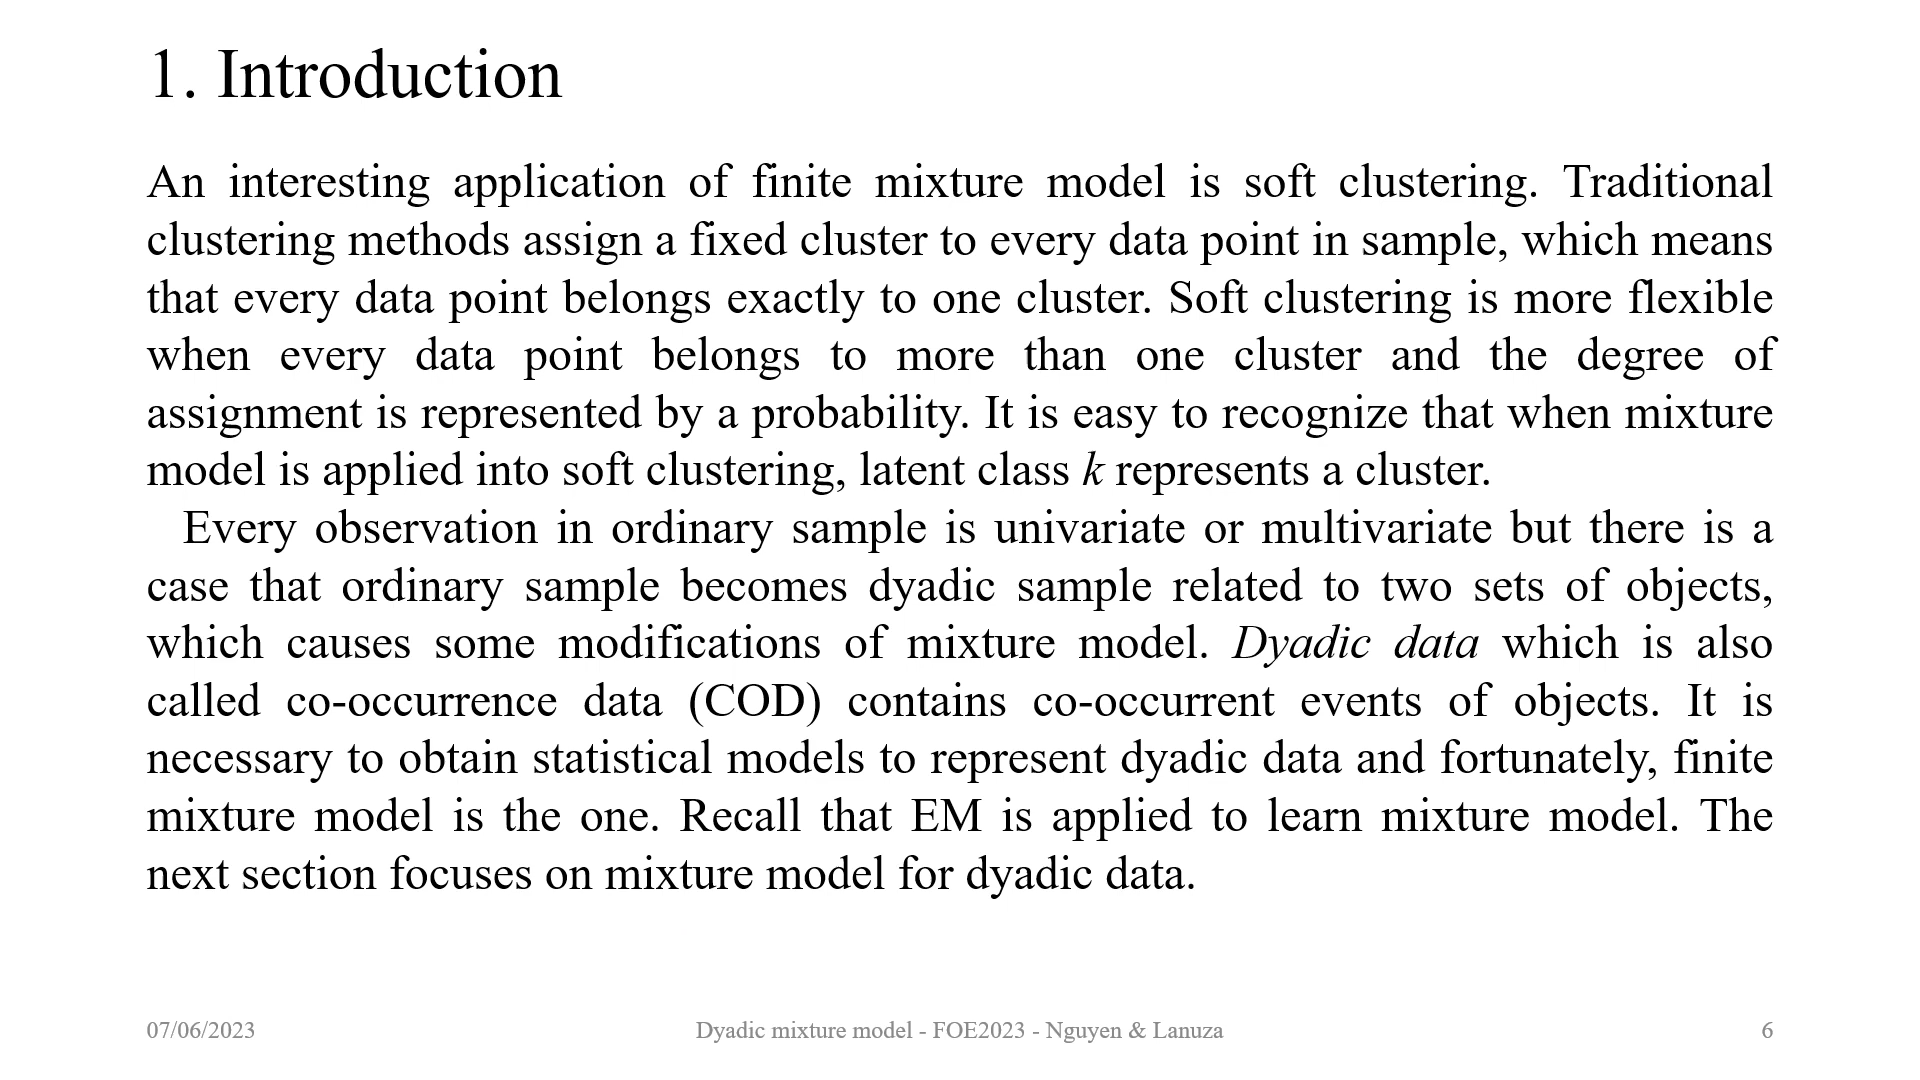 1. Introduction
An interesting application of finite mixture model is soft clustering. Traditional
clustering methods assign a fixed cluster to every data point in sample, which means
that every data point belongs exactly to one cluster. Soft clustering is more flexible
when every data point belongs to more than one cluster and the degree of
assignment is represented by a probability. It is easy to recognize that when mixture
model is applied into soft clustering, latent class k represents a cluster.
Every observation in ordinary sample is univariate or multivariate but there is a
case that ordinary sample becomes dyadic sample related to two sets of objects,
which causes some modifications of mixture model. Dyadic data which is also
called co-occurrence data (COD) contains co-occurrent events of objects. It is
necessary to obtain statistical models to represent dyadic data and fortunately, finite
mixture model is the one. Recall that EM is applied to learn mixture model. The
next section focuses on mixture model for dyadic data.
07/06/2023
Dyadic mixture model - FOE2023 - Nguyen & Lanuza
6